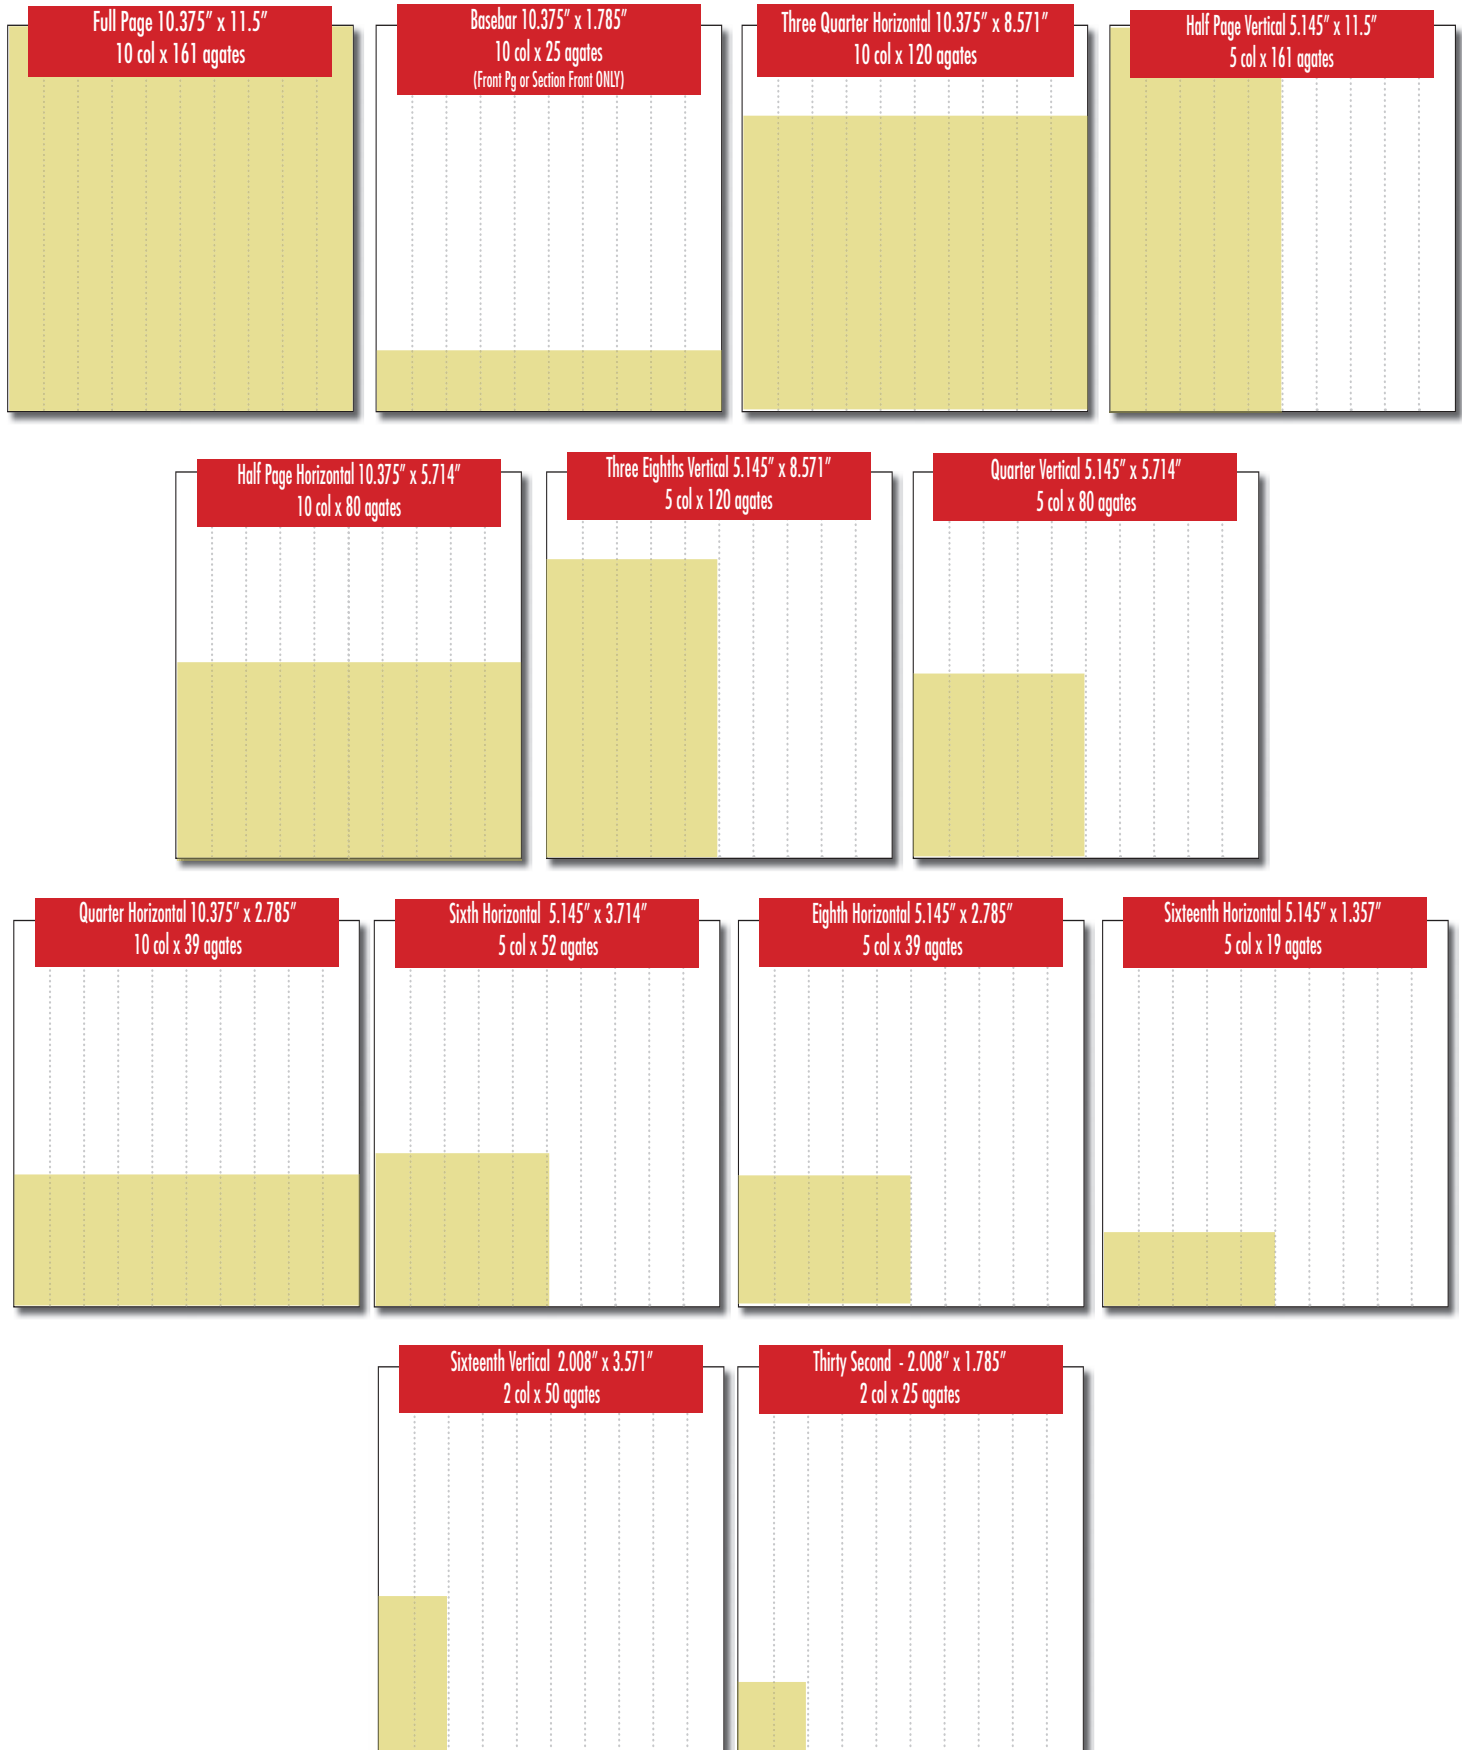 Full Page 10.375" x 11.5"
10 col x 161 agates
Basebar 10.375" x 1.785"
10 col x 25 agates
(Front Pg or Section Front ONLY)
Three Quarter Horizontal 10.375" x 8.571"
10 col x 120 agates
Half Page Vertical 5.145" x 11.5"
5 col x 161 agates
Half Page Horizontal 10.375" x 5.714"
10 col x 80 agates
Three Eighths Vertical 5.145" x 8.571"
5 col x 120 agates
Quarter Vertical 5.145" x 5.714"
5 col x 80 agates
Quarter Horizontal 10.375" x 2.785"
10 col x 39 agates
Sixth Horizontal 5.145" x 3.714"
5 col x 52 agates
Eighth Horizontal 5.145" x 2.785"
5 col x 39 agates
Sixteenth Horizontal 5.145" x 1.357"
5 col x 19 agates
Sixteenth Vertical 2.008" x 3.571"
2 col x 50 agates
Thirty Second - 2.008" x 1.785"
2 col x 25 agates